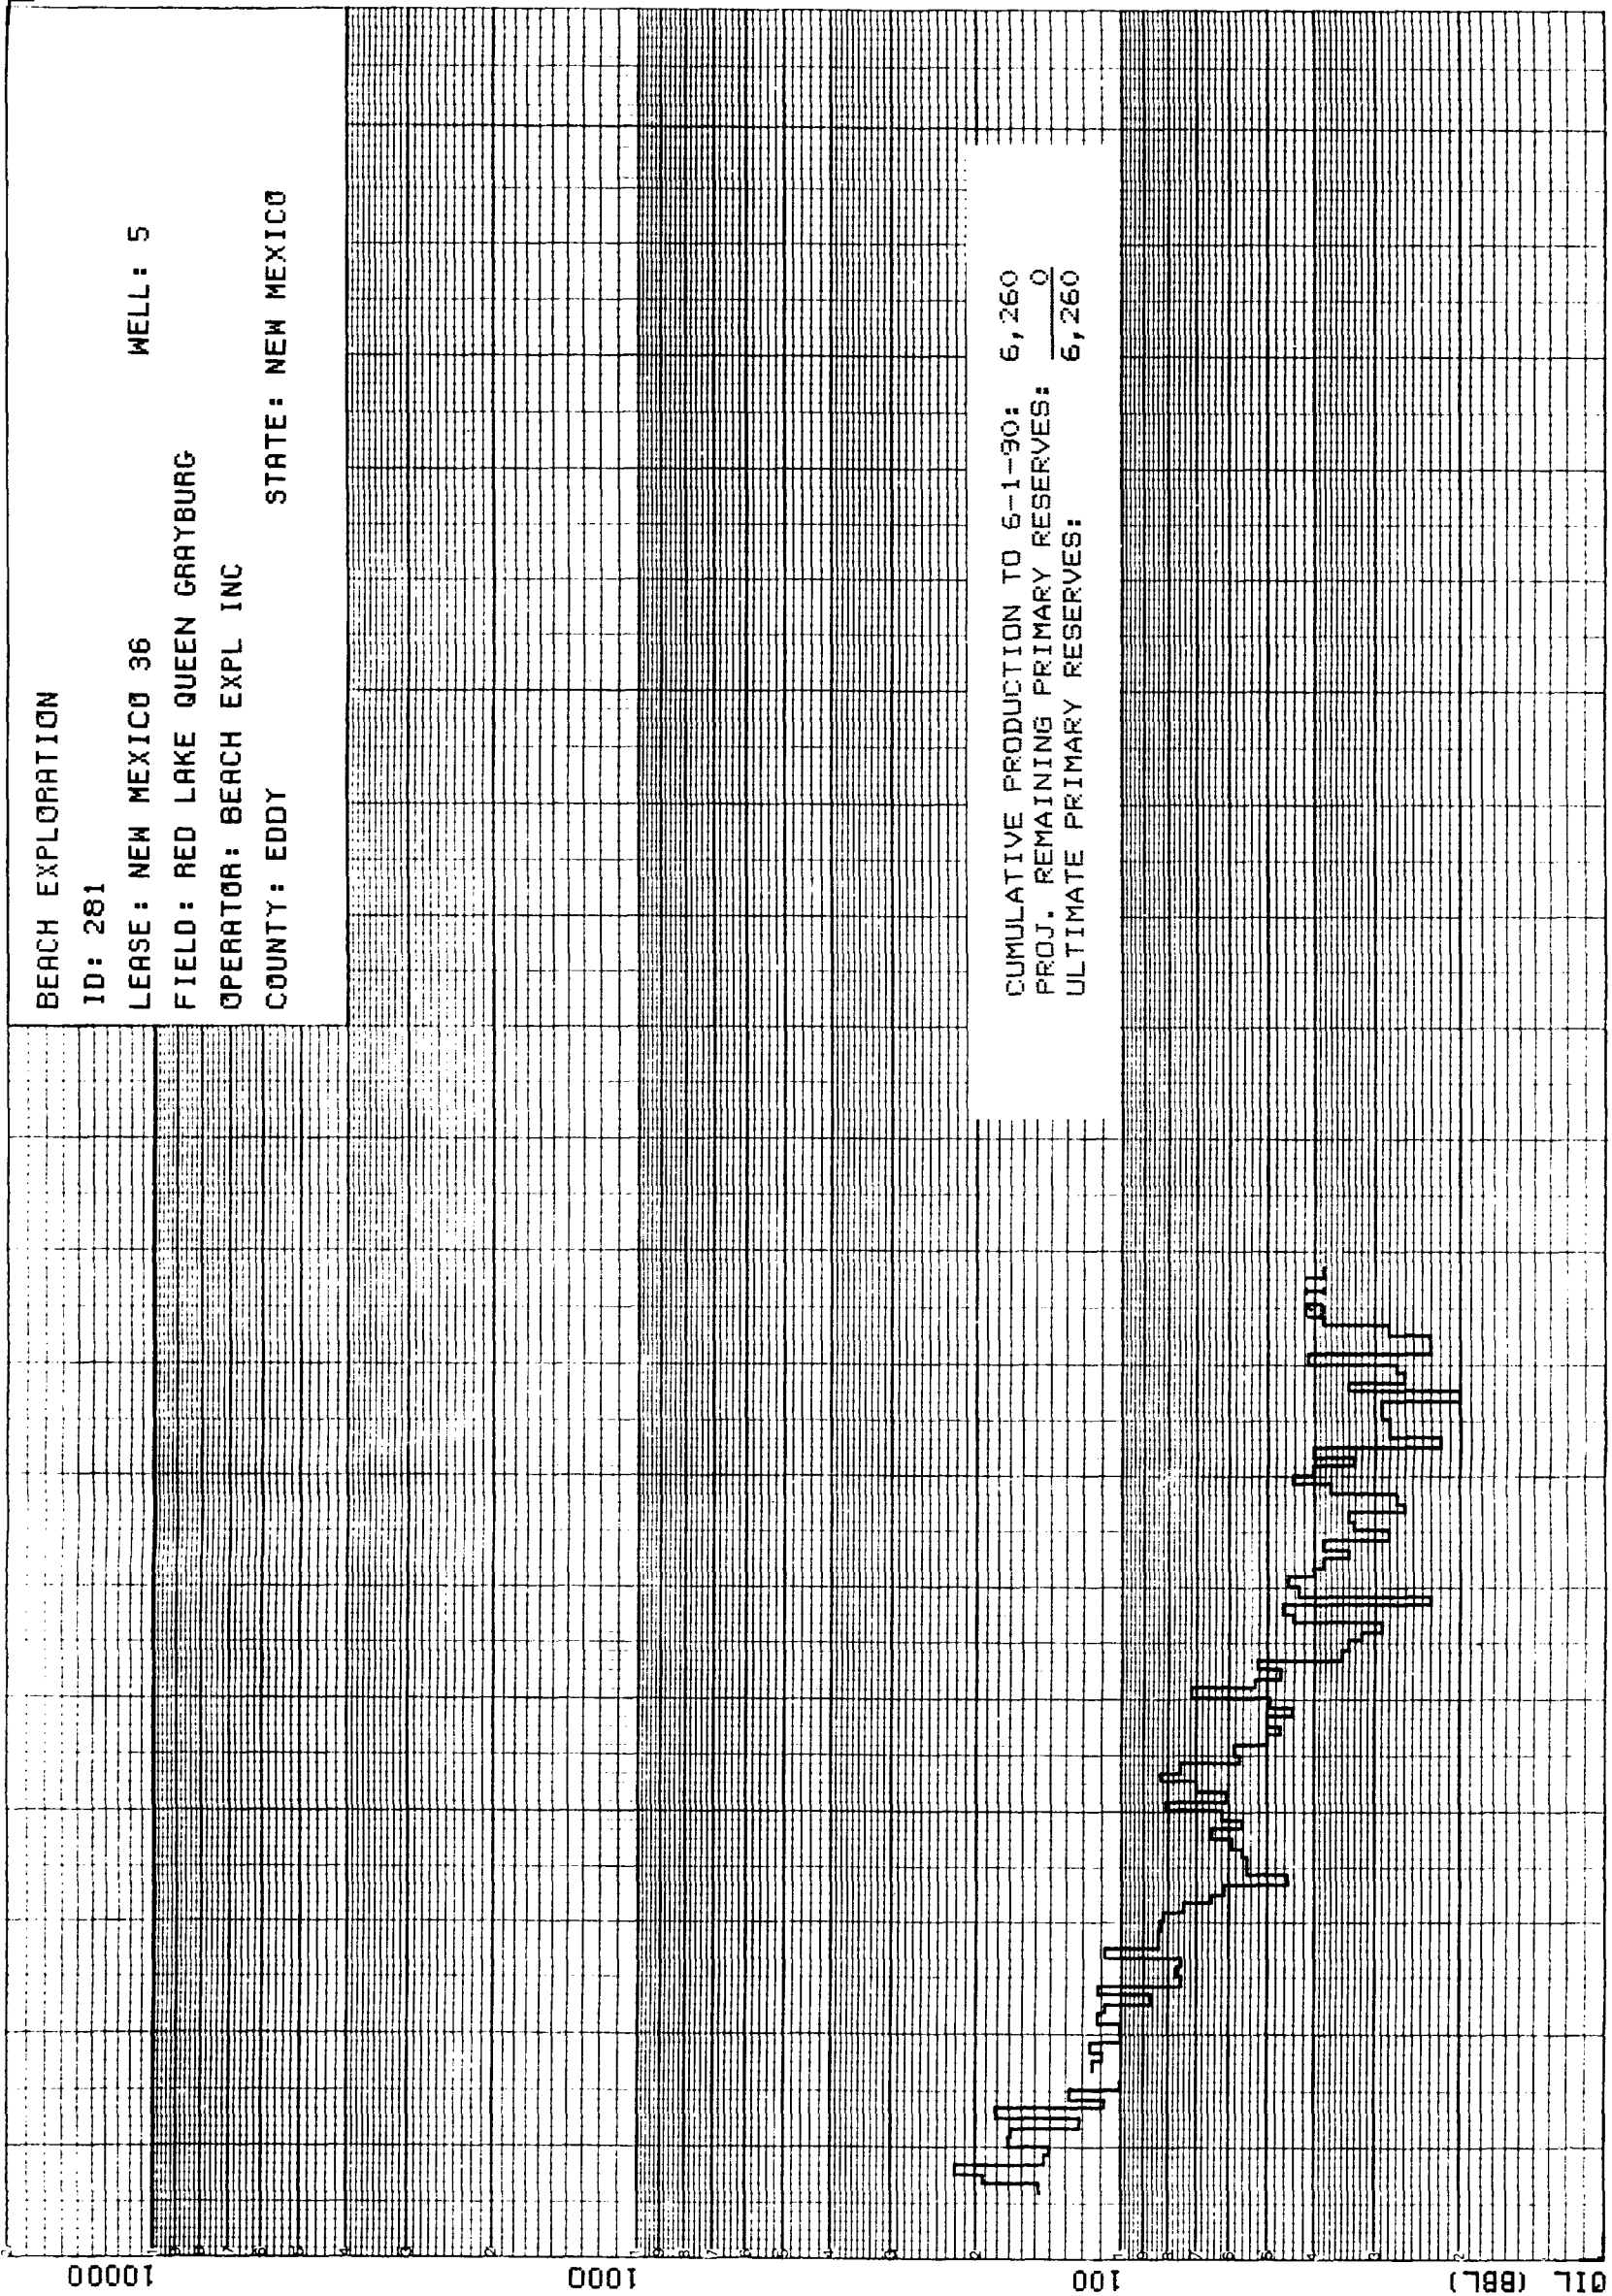 BEACH EXPLORATION
ID: 281
LEASE: NEW MEXICO 36 WELL: 5
FIELD: RED LAKE QUEEN GRAYBURG
OPERATOR: BEACH EXPL INC
COUNTY: EDDY STATE: NEW MEXICO
10000
1000
CUMULATIVE PRODUCTION TO 6-1-90: 6,260
PROJ. REMAINING PRIMARY RESERVES: 0
ULTIMATE PRIMARY RESERVES: 6,260
100
OIL
OIL (BBL)